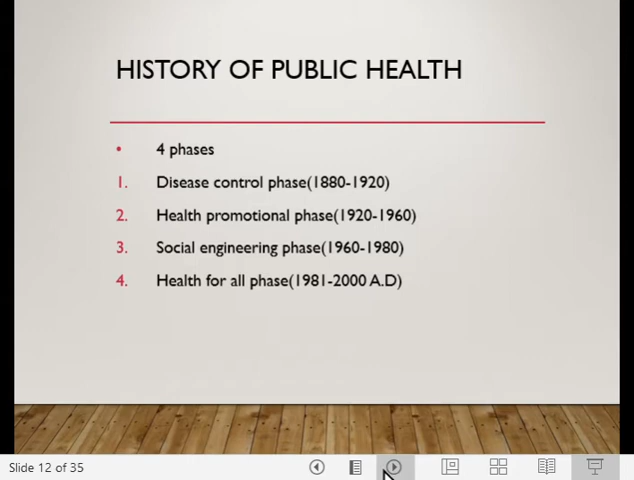 HISTORY OF PUBLIC HEALTH
• 4 phases
1. Disease control phase(1880-1920)
2. Health promotional phase(1920-1960)
3. Social engineering phase(1960-1980)
4. Health for all phase(1981-2000 A.D)
Slide 12 of 35